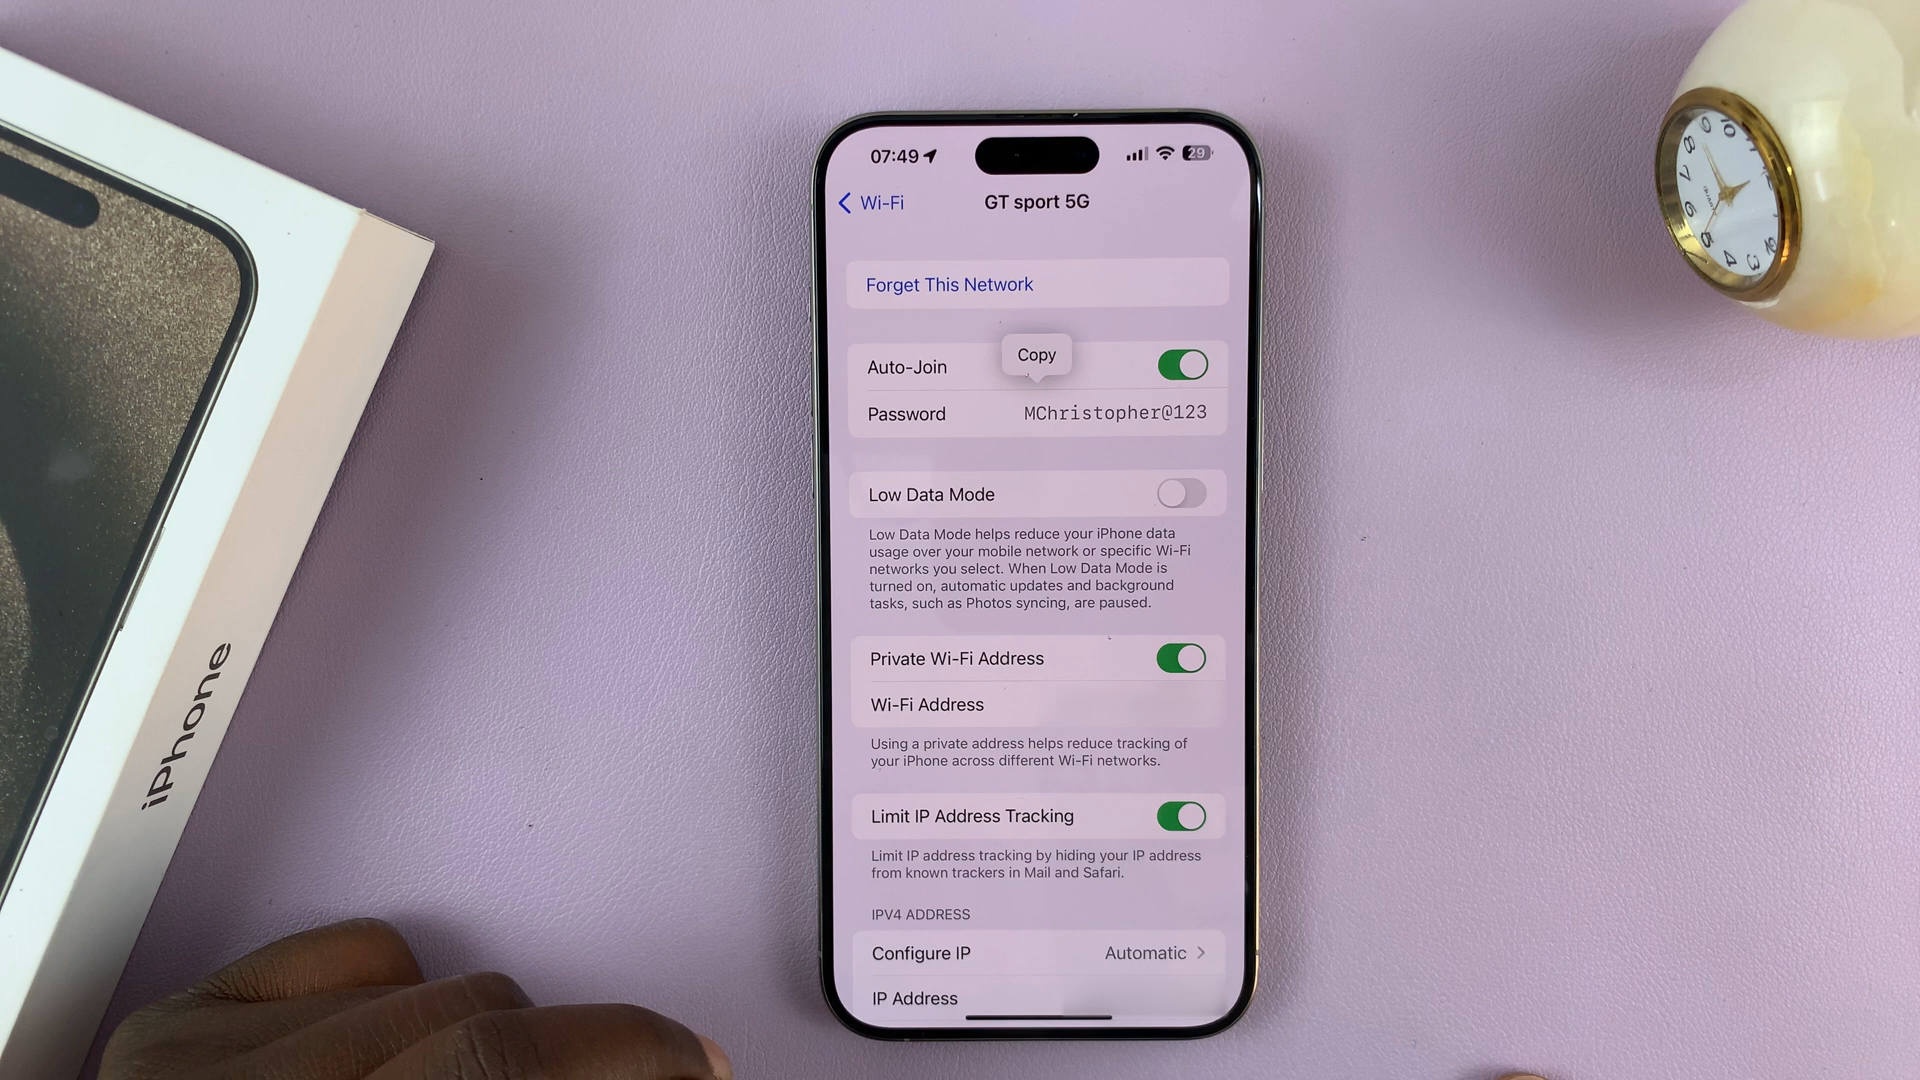 iPhone
07:49
29
Wi-Fi
GT sport 5G
Forget This Network
Copy
Auto-Join
Password MChristopher@123
Low Data Mode
Low Data Mode helps reduce your iPhone data
usage over your mobile network or specific Wi-Fi
networks you select. When Low Data Mode is
turned on, automatic updates and background
tasks, such as Photos syncing, are paused.
Private Wi-Fi Address
Wi-Fi Address
Using a private address helps reduce tracking of
your iPhone across different Wi-Fi networks.
Limit IP Address Tracking
Limit IP address tracking by hiding your IP address
from known trackers in Mail and Safari.
IPV4 ADDRESS
Configure IP Automatic
IP Address